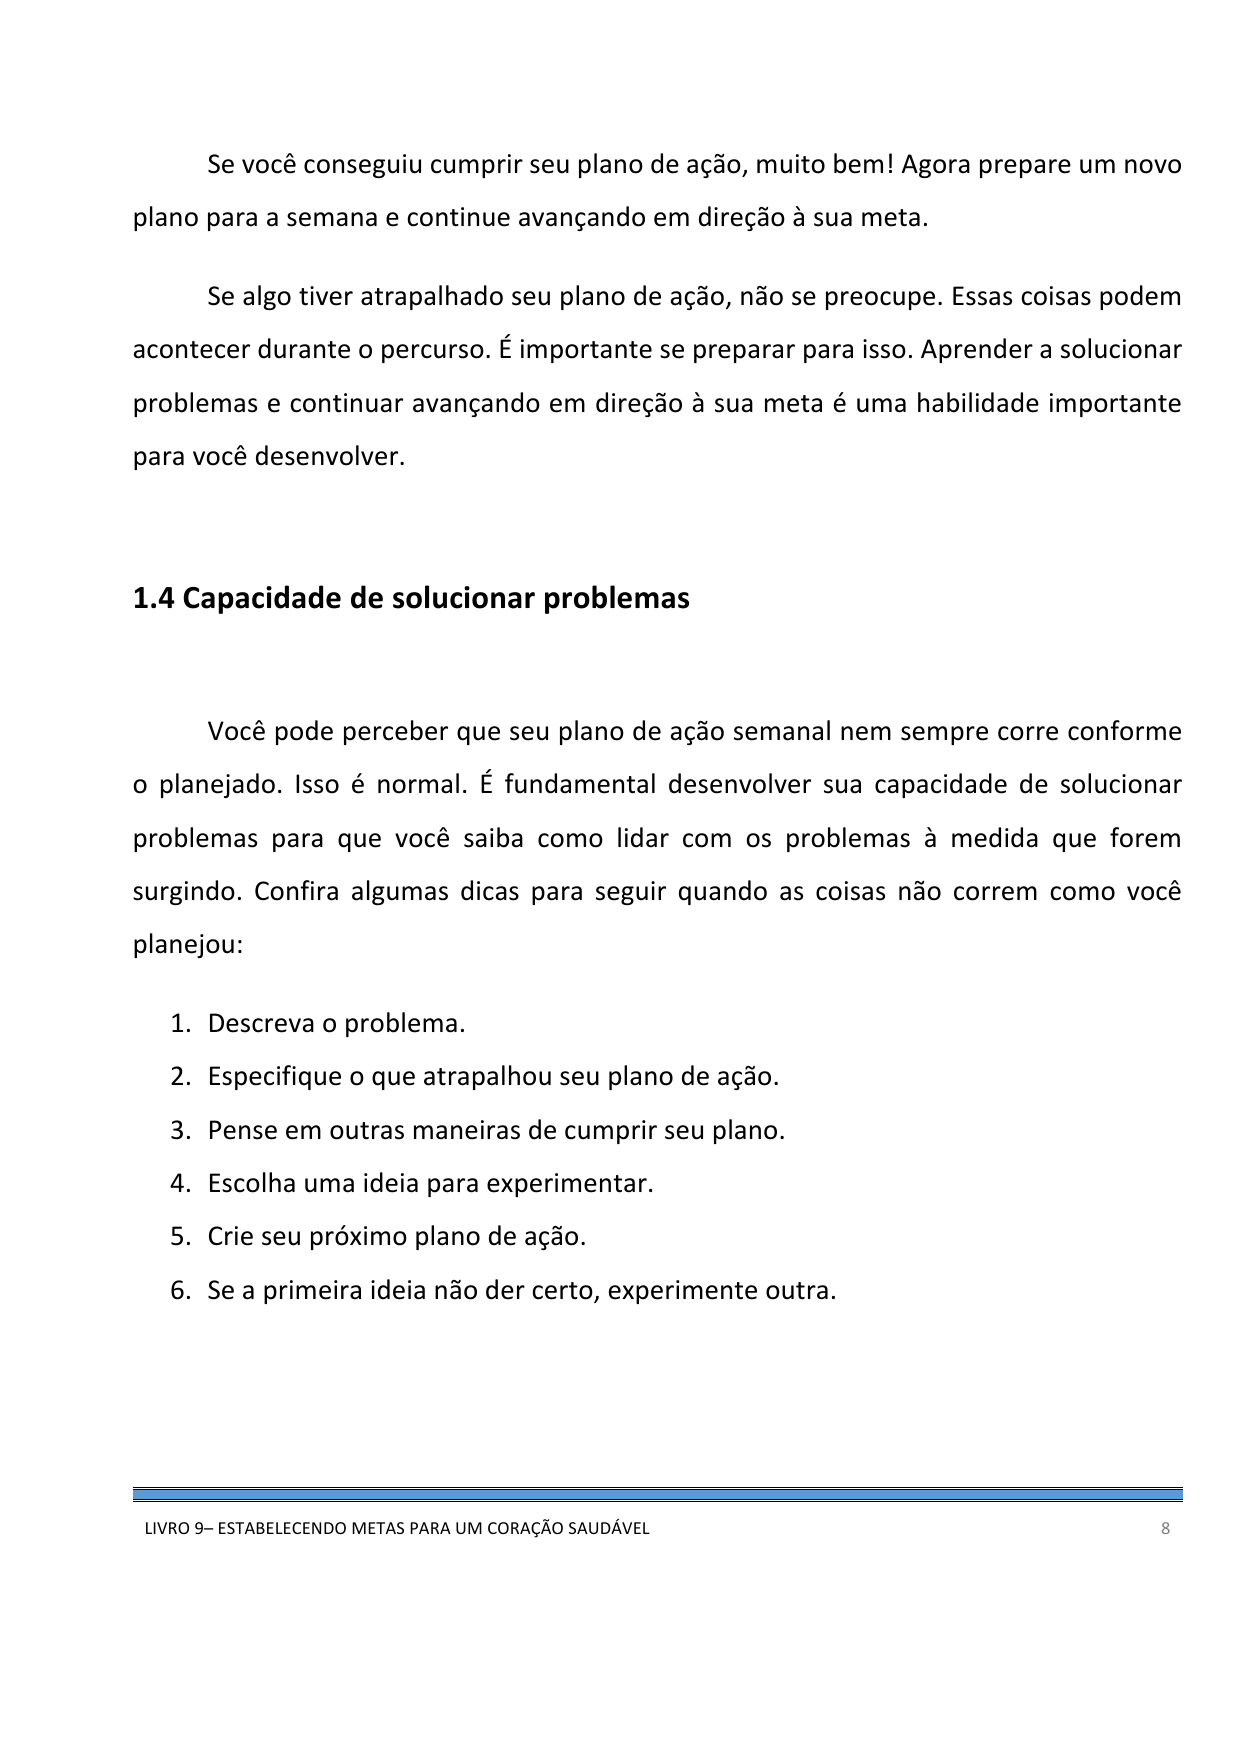 Se você conseguiu cumprir seu plano de ação, muito bem! Agora prepare um novo
plano para a semana e continue avançando em direção à sua meta.
Se algo tiver atrapalhado seu plano de ação, não se preocupe. Essas coisas podem
acontecer durante o percurso. É importante se preparar para isso. Aprender a solucionar
problemas e continuar avançando em direção à sua meta é uma habilidade importante
para você desenvolver.
1.4 Capacidade de solucionar problemas
Você pode perceber que seu plano de ação semanal nem sempre corre conforme
o planejado. Isso é normal. É fundamental desenvolver sua capacidade de solucionar
problemas para que você saiba como lidar com os problemas à medida que forem
surgindo. Confira algumas dicas para seguir quando as coisas não correm como você
planejou:
1. Descreva o problema.
2. Especifique o que atrapalhou seu plano de ação.
3. Pense em outras maneiras de cumprir seu plano.
4. Escolha uma ideia para experimentar.
5. Crie seu próximo plano de ação.
6. Se a primeira ideia não der certo, experimente outra.
LIVRO 9– ESTABELECENDO METAS PARA UM CORAÇÃO SAUDÁVEL 8